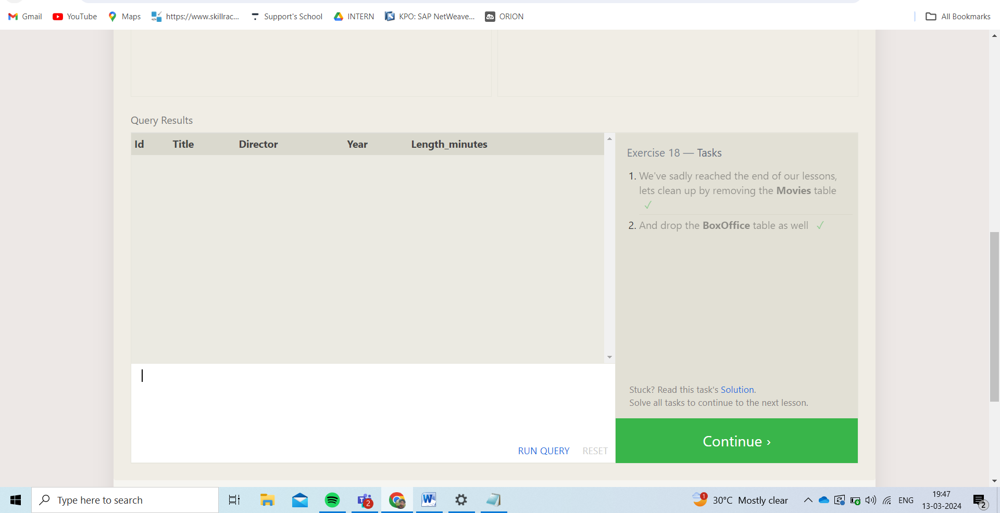 Gmail YouTube Maps https://www.skillrac... Support's School INTERN KPO: SAP NetWeave... ORION All Bookmarks
Query Results
Id Title Director Year Length_minutes
Exercise 18 — Tasks
1. We've sadly reached the end of our lessons,
lets clean up by removing the Movies table
✓
2. And drop the BoxOffice table as well ✓
Stuck? Read this task's Solution.
Solve all tasks to continue to the next lesson.
RUN QUERY RESET
Continue ›
Type here to search
2
1
30°C Mostly clear
ENG
19:47
13-03-2024
2